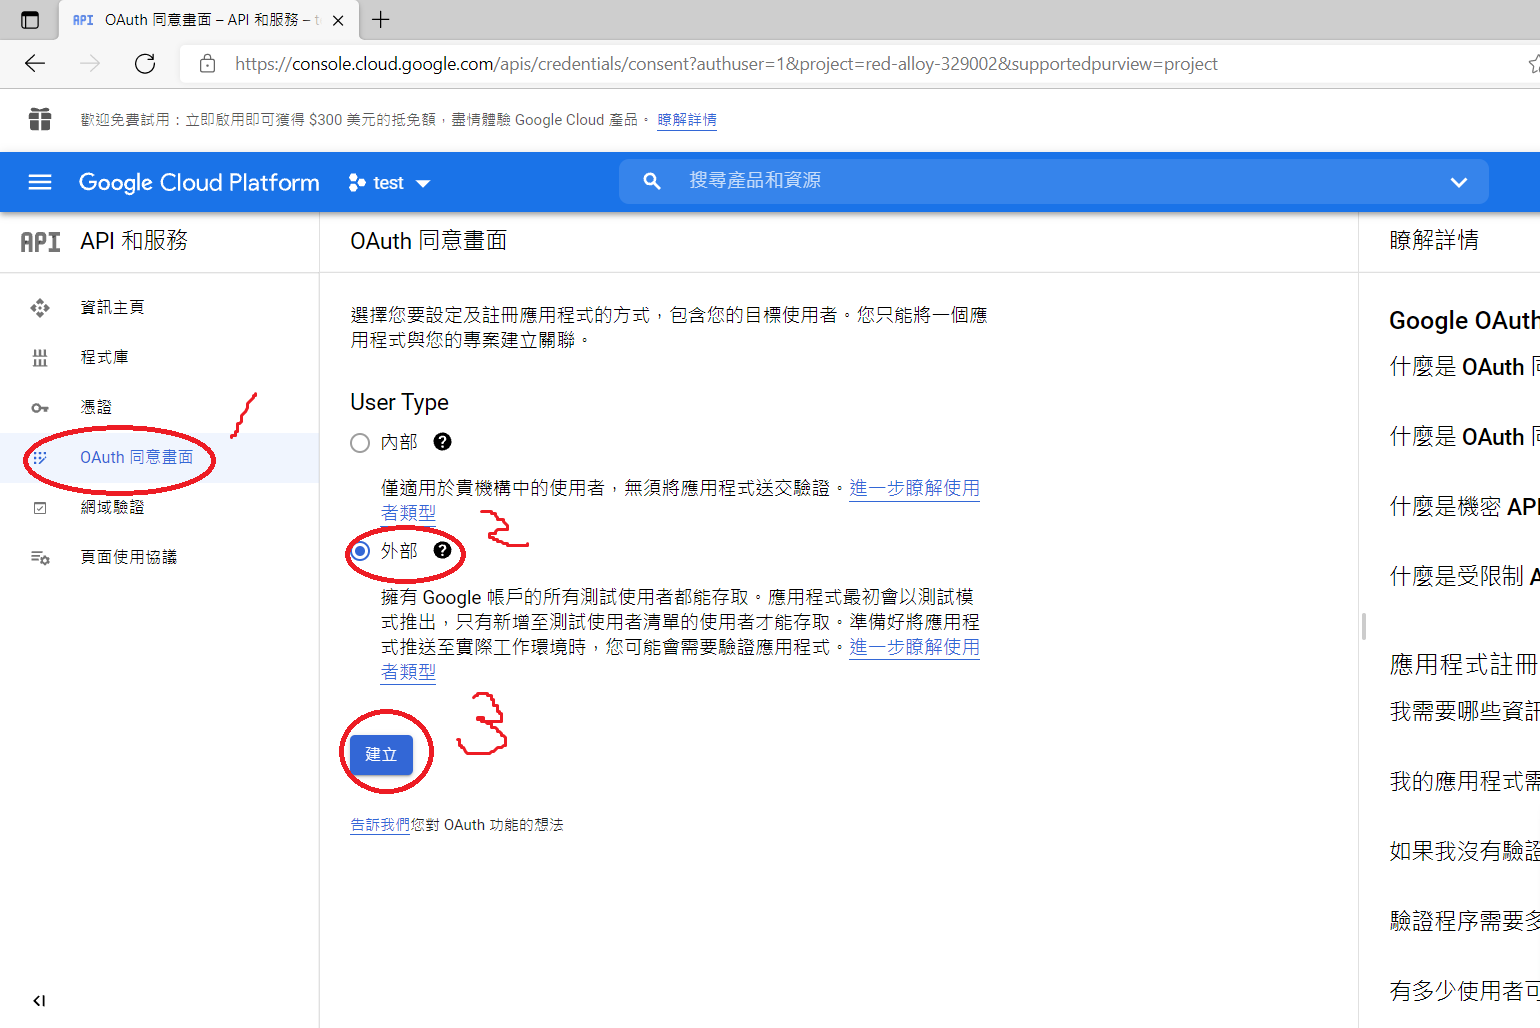 API OAuth 同意畫面 – API 和服務 – t
https://console.cloud.google.com/apis/credentials/consent?authuser=1&project=red-alloy-329002&supportedpurview=project
歡迎免費試用：立即啟用即可獲得 $300 美元的抵免額，盡情體驗 Google Cloud 產品。 瞭解詳情
Google Cloud Platform
test
搜尋產品和資源
API API 和服務
OAuth 同意畫面
瞭解詳情
資訊主頁
程式庫
憑證
1
OAuth 同意畫面
網域驗證
頁面使用協議
選擇您要設定及註冊應用程式的方式，包含您的目標使用者。您只能將一個應
用程式與您的專案建立關聯。
User Type
內部
僅適用於貴機構中的使用者，無須將應用程式送交驗證。進一步瞭解使用
者類型
2
外部
擁有 Google 帳戶的所有測試使用者都能存取。應用程式最初會以測試模
式推出，只有新增至測試使用者清單的使用者才能存取。準備好將應用程
式推送至實際工作環境時，您可能會需要驗證應用程式。進一步瞭解使用
者類型
3
建立
告訴我們您對 OAuth 功能的想法
Google OAuth
什麼是 OAuth 同
什麼是 OAuth 同
什麼是機密 API
什麼是受限制 A
應用程式註冊
我需要哪些資訊
我的應用程式需
如果我沒有驗證
驗證程序需要多
有多少使用者可